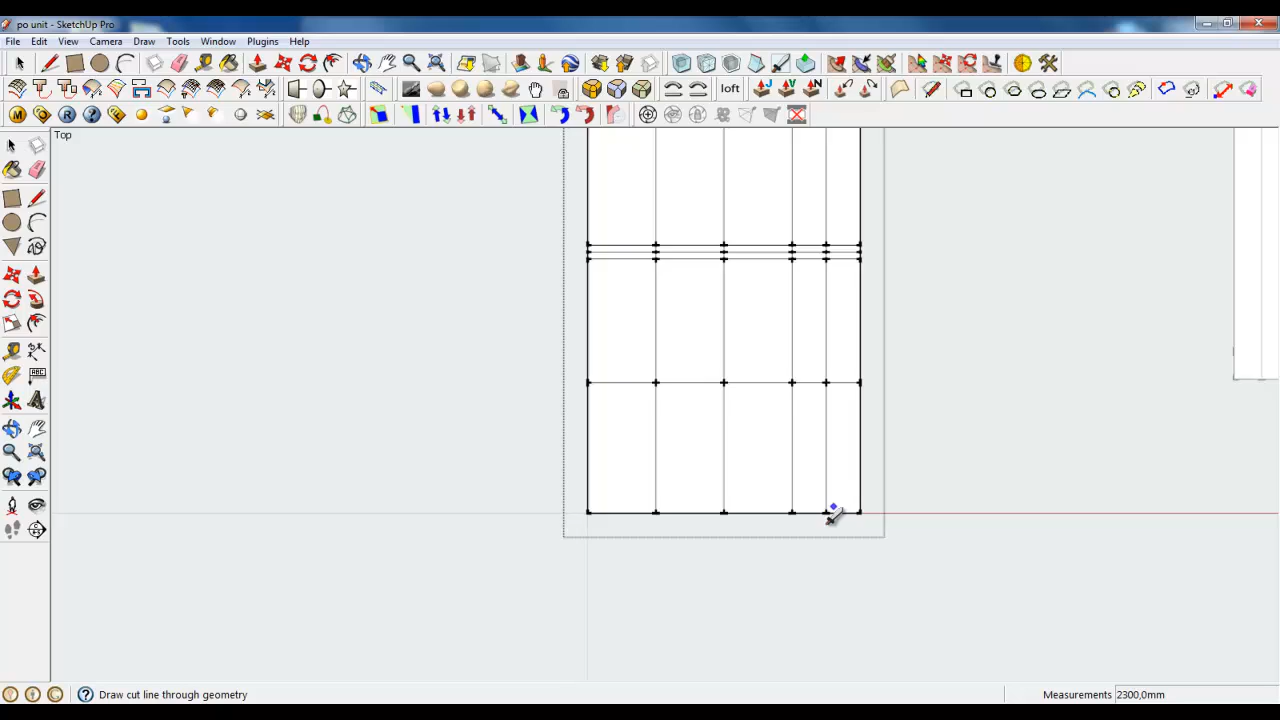 po unit - SketchUp Pro
File Edit View Camera Draw Tools Window Plugins Help
loft J V N
M R ?
Top
ABC
Draw cut line through geometry
Measurements 2300,0mm